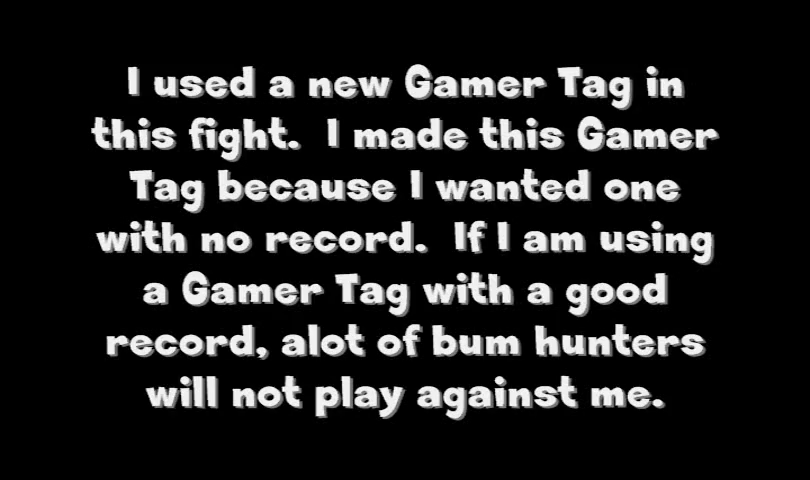 I used a new Gamer Tag in
this fight.  I made this Gamer
Tag because I wanted one
with no record.  If I am using
a Gamer Tag with a good
record, alot of bum hunters
will not play against me.